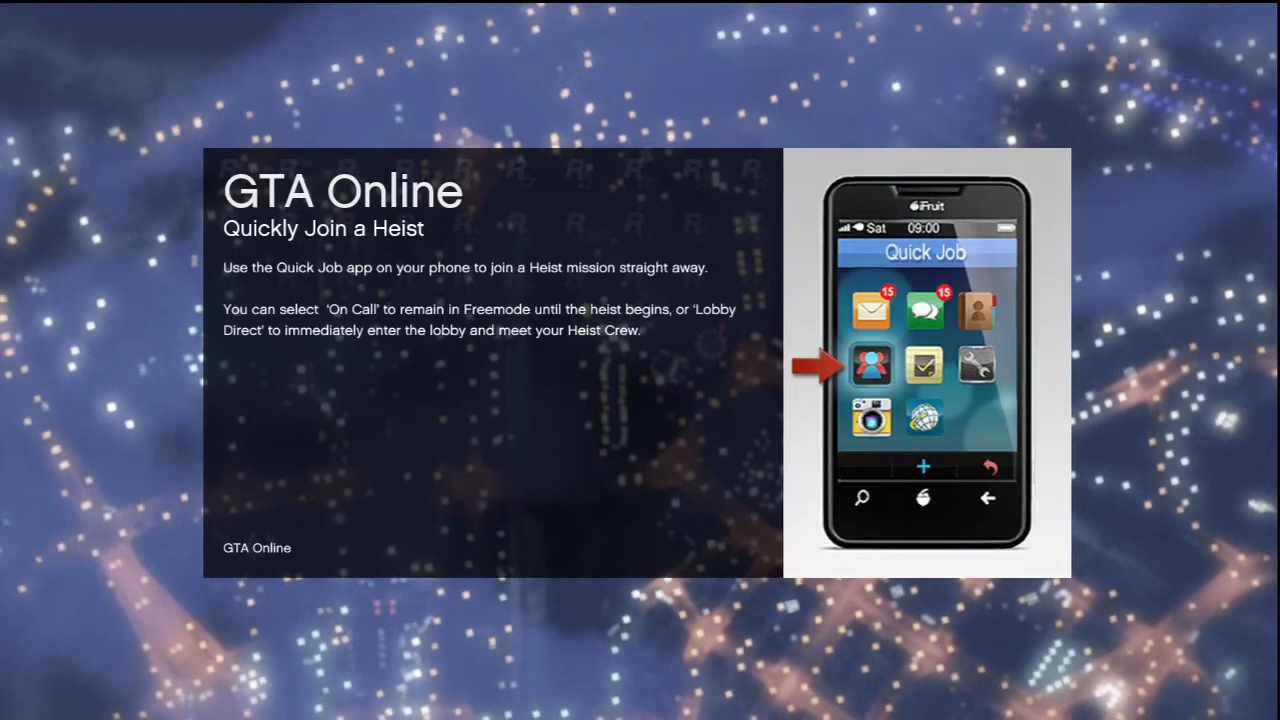 GTA Online
Quickly Join a Heist
Use the Quick Job app on your phone to join a Heist mission straight away.
You can select 'On Call' to remain in Freemode until the heist begins, or 'Lobby
Direct' to immediately enter the lobby and meet your Heist Crew.
GTA Online
iFruit
Sat 09:00
Quick Job
15 15